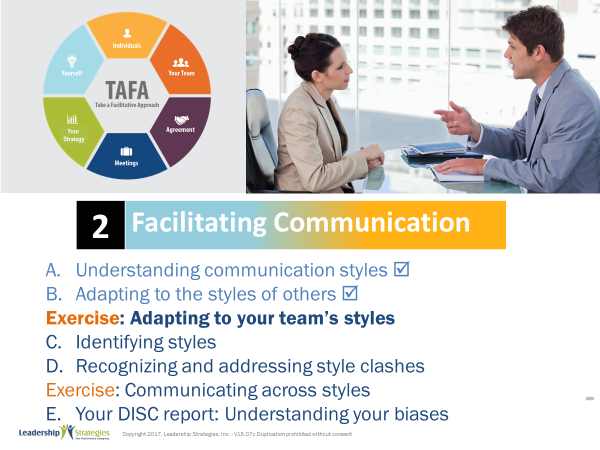 Individuals
Yourself
Your Team
TAFA
Take a Facilitative Approach
Your
Strategy
Agreement
Meetings
2 Facilitating Communication
A. Understanding communication styles ☑
B. Adapting to the styles of others ☑
Exercise: Adapting to your team's styles
C. Identifying styles
D. Recognizing and addressing style clashes
Exercise: Communicating across styles
E. Your DISC report: Understanding your biases
Leadership Strategies
The Facilitation Company
Copyright 2017, Leadership Strategies, Inc. - V15.07c Duplication prohibited without consent